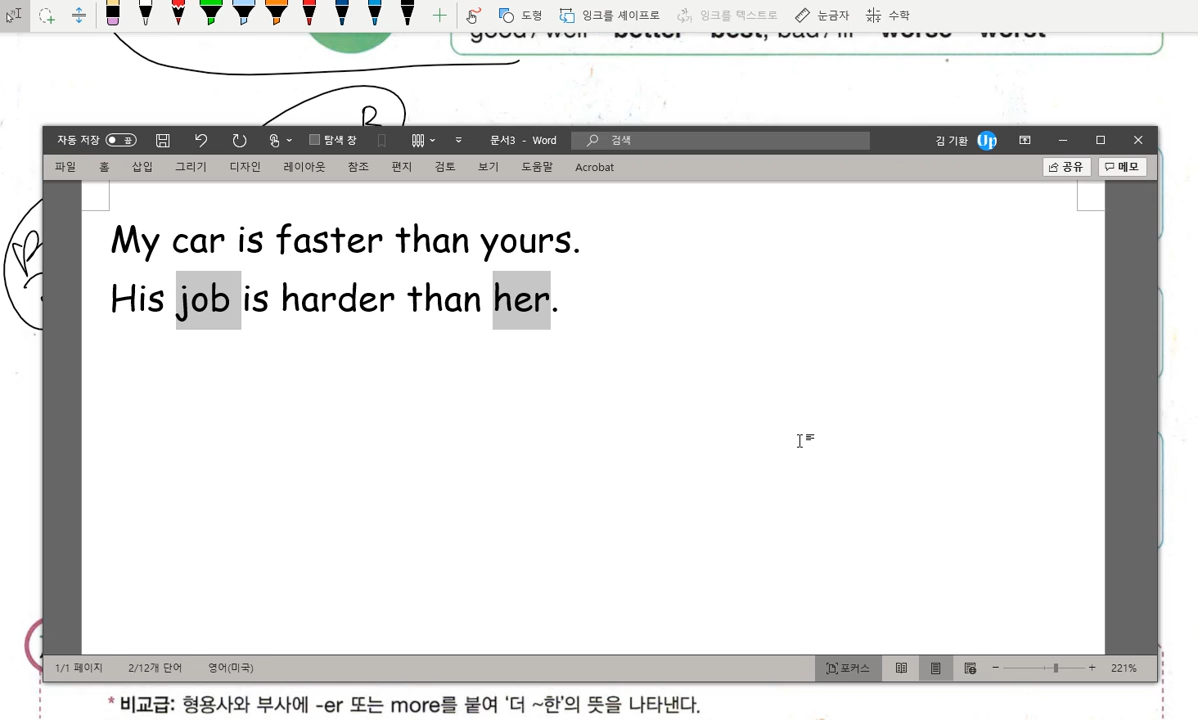 도형 잉크를 셰이프로 잉크를 텍스트로 눈금자 수학
good / well - better - best, bad / ill - worse - worst
R
자동 저장 끔 탐색 창 문서3 - Word 검색 김 기환 Up
파일 홈 삽입 그리기 디자인 레이아웃 참조 편지 검토 보기 도움말 Acrobat 공유 메모
My car is faster than yours.
His job is harder than her.
1/1 페이지 2/12개 단어 영어(미국) 포커스 221%
* 비교급: 형용사와 부사에 -er 또는 more를 붙여 '더 ~한'의 뜻을 나타낸다.